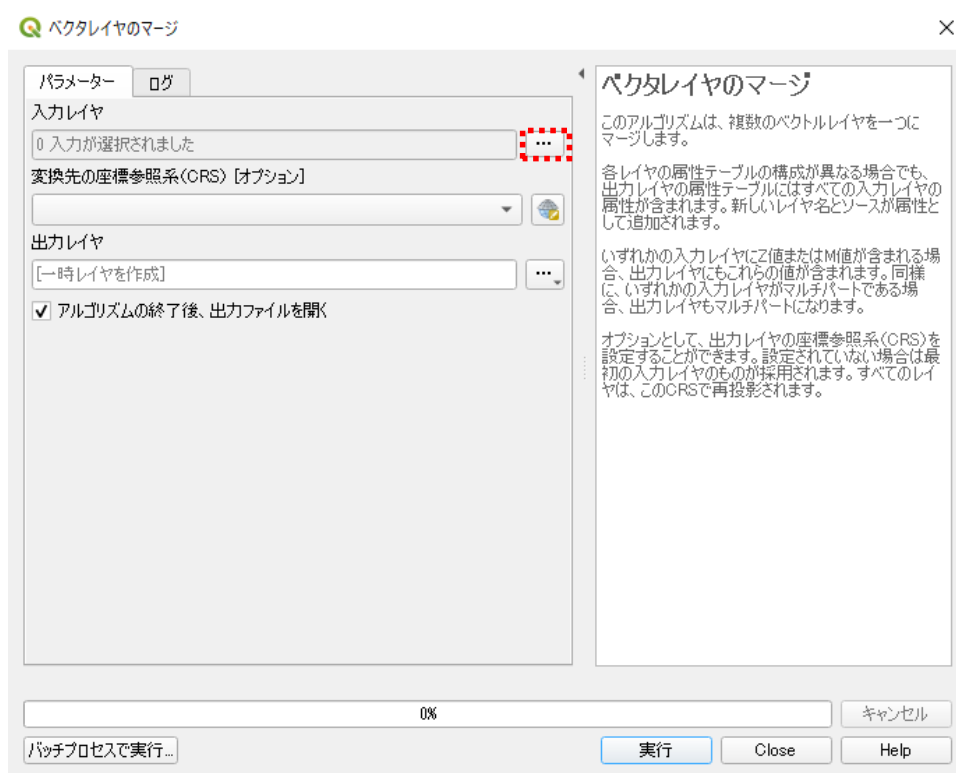 ベクタレイヤのマージ
パラメーター
ログ
入力レイヤ
0 入力が選択されました
…
変換先の座標参照系(CRS) [オプション]
出力レイヤ
[一時レイヤを作成]
…
アルゴリズムの終了後、出力ファイルを開く
ベクタレイヤのマージ
このアルゴリズムは、複数のベクトルレイヤを一つに
マージします。
各レイヤの属性テーブルの構成が異なる場合でも、
出力レイヤの属性テーブルにはすべての入力レイヤの
属性が含まれます。新しいレイヤ名とソースが属性と
して追加されます。
いずれかの入力レイヤにZ値またはM値が含まれる場
合、出力レイヤにもこれらの値が含まれます。同様
に、いずれかの入力レイヤがマルチパートである場
合、出力レイヤもマルチパートになります。
オプションとして、出力レイヤの座標参照系(CRS)を
設定することができます。設定されていない場合は最
初の入力レイヤのものが採用されます。すべてのレイ
ヤは、このCRSで再投影されます。
0%
キャンセル
バッチプロセスで実行...
実行
Close
Help